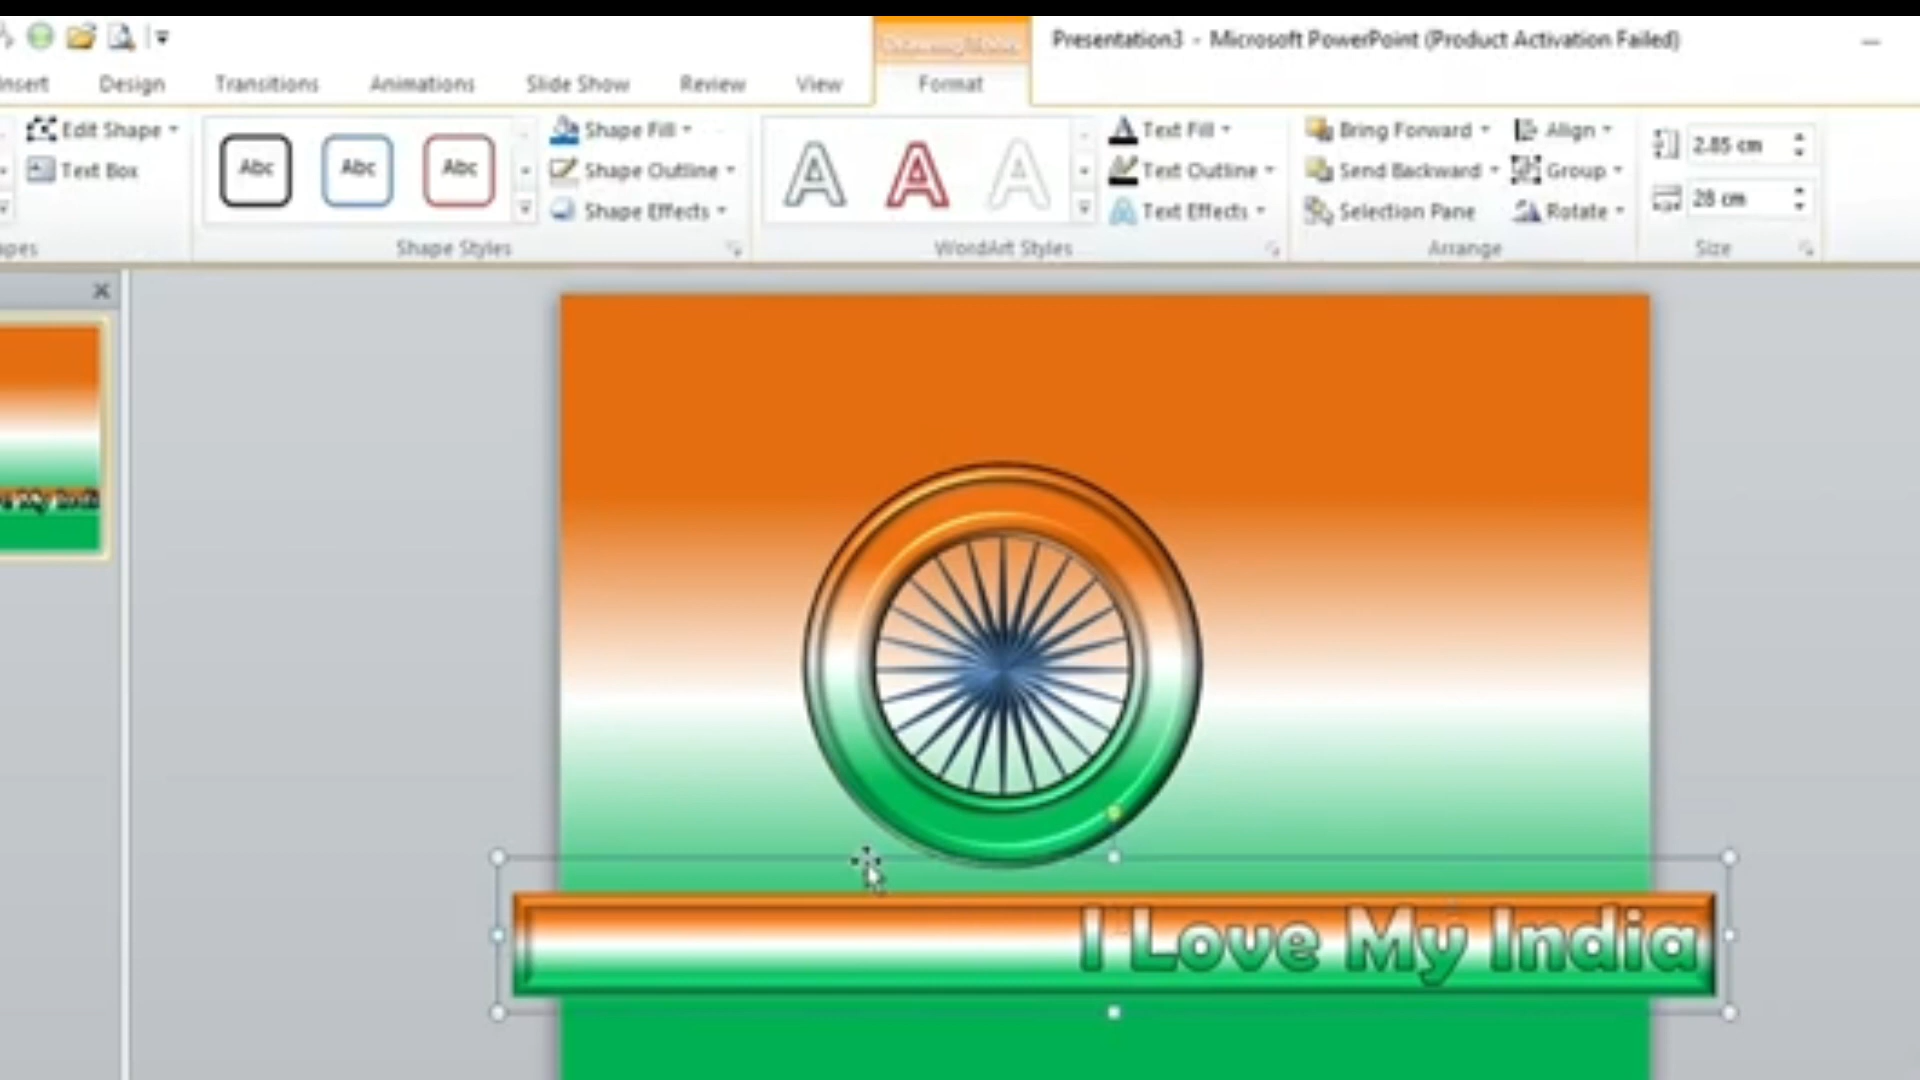 Presentation3 - Microsoft PowerPoint (Product Activation Failed)
nsert Design Transitions Animations Slide Show Review View Format
Edit Shape
Text Box
Abc Abc Abc
Shape Fill
Shape Outline
Shape Effects
A A A
Text Fill
Text Outline
Text Effects
Bring Forward
Send Backward
Selection Pane
Align
Group
Rotate
2.85 cm
28 cm
apes Shape Styles WordArt Styles Arrange Size
e My Indi
I Love My India